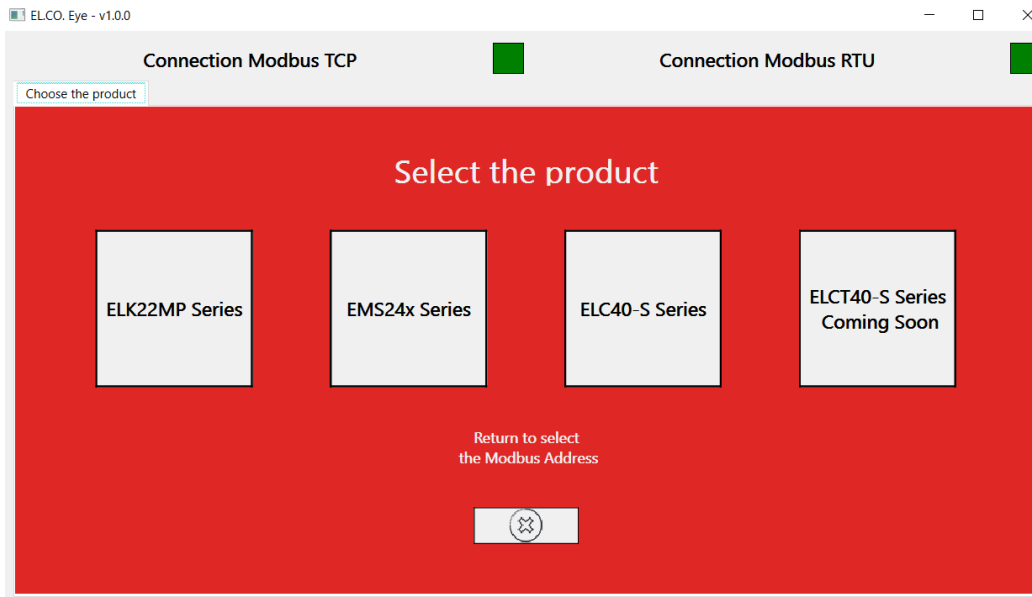 EL.CO. Eye - v1.0.0
Connection Modbus TCP
Connection Modbus RTU
Choose the product
Select the product
ELK22MP Series
EMS24x Series
ELC40-S Series
ELCT40-S Series
Coming Soon
Return to select
the Modbus Address